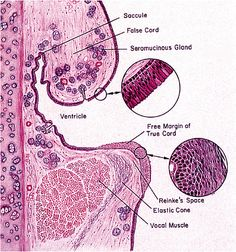 Saccule
False Cord
Seromucinous Gland
Ventricle
Free Margin of
True Cord
Reinke's Space
Elastic Cone
Vocal Muscle